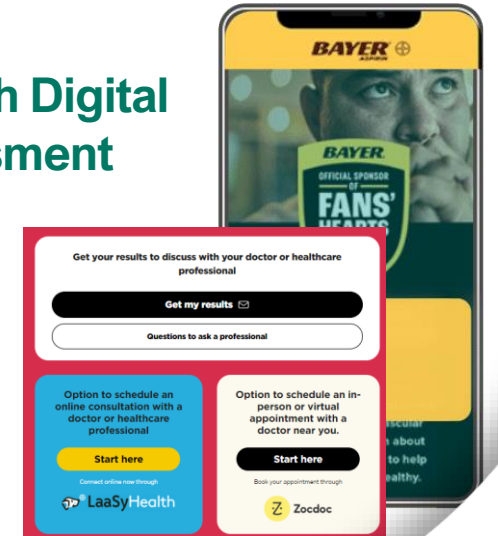 h Digital
sment
BAYER
ASPIRIN
BAYER
OFFICIAL SPONSOR
OF
FANS'
HEARTS
Get your results to discuss with your doctor or healthcare
professional
Get my results
Questions to ask a professional
Option to schedule an
online consultation with a
doctor or healthcare
professional
Start here
Connect online now through
LaaSyHealth
Option to schedule an in-
person or virtual
appointment with a
doctor near you.
Start here
Book your appointment through
Zocdoc
ascular
about
to help
ealthy.